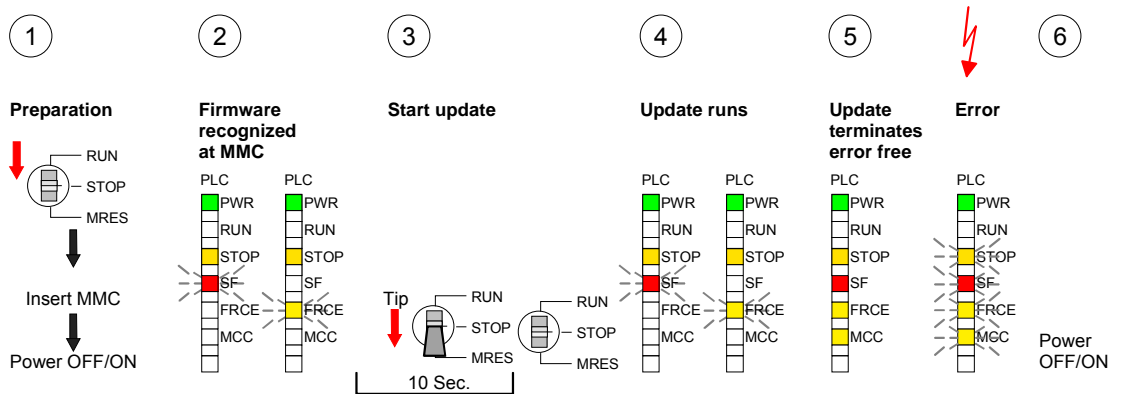 1
2
3
4
5
6
Preparation
Firmware
recognized
at MMC
Start update
Update runs
Update
terminates
error free
Error
RUN
STOP
MRES
Insert MMC
Power OFF/ON
PLC
PWR
RUN
STOP
SF
FRCE
MCC
PLC
PWR
RUN
STOP
SF
FRCE
MCC
Tip
RUN
STOP
MRES
RUN
STOP
MRES
10 Sec.
PLC
PWR
RUN
STOP
SF
FRCE
MCC
PLC
PWR
RUN
STOP
SF
FRCE
MCC
PLC
PWR
RUN
STOP
SF
FRCE
MCC
PLC
PWR
RUN
STOP
SF
FRCE
MCC
Power
OFF/ON